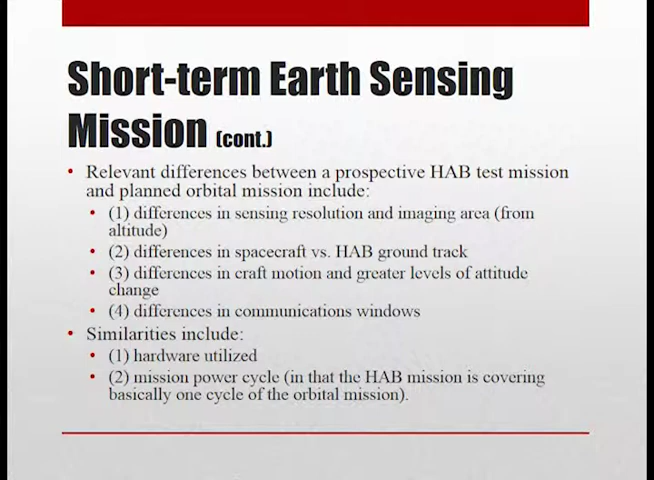 Short-term Earth Sensing
Mission (cont.)
• Relevant differences between a prospective HAB test mission
and planned orbital mission include:
• (1) differences in sensing resolution and imaging area (from
altitude)
• (2) differences in spacecraft vs. HAB ground track
• (3) differences in craft motion and greater levels of attitude
change
• (4) differences in communications windows
• Similarities include:
• (1) hardware utilized
• (2) mission power cycle (in that the HAB mission is covering
basically one cycle of the orbital mission).